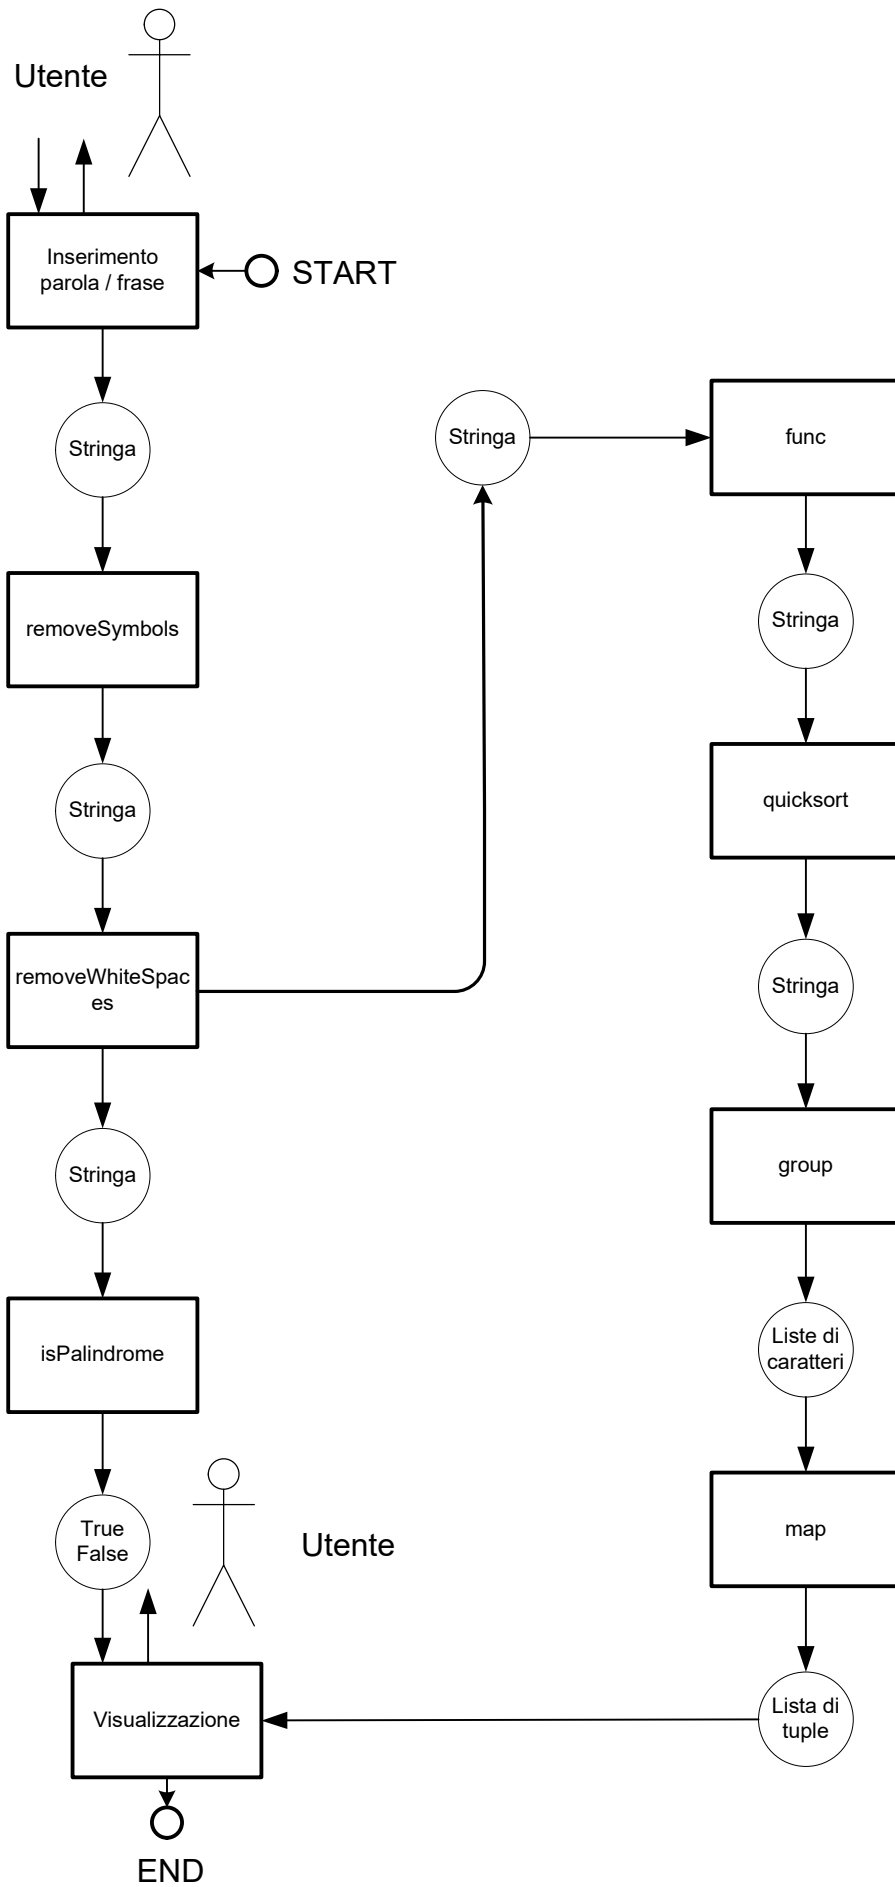 Utente
Inserimento
parola / frase
START
Stringa
removeSymbols
Stringa
removeWhiteSpac
es
Stringa
isPalindrome
True
False
Stringa
func
Stringa
quicksort
Stringa
group
Liste di
caratteri
map
Lista di
tuple
Utente
Visualizzazione
END